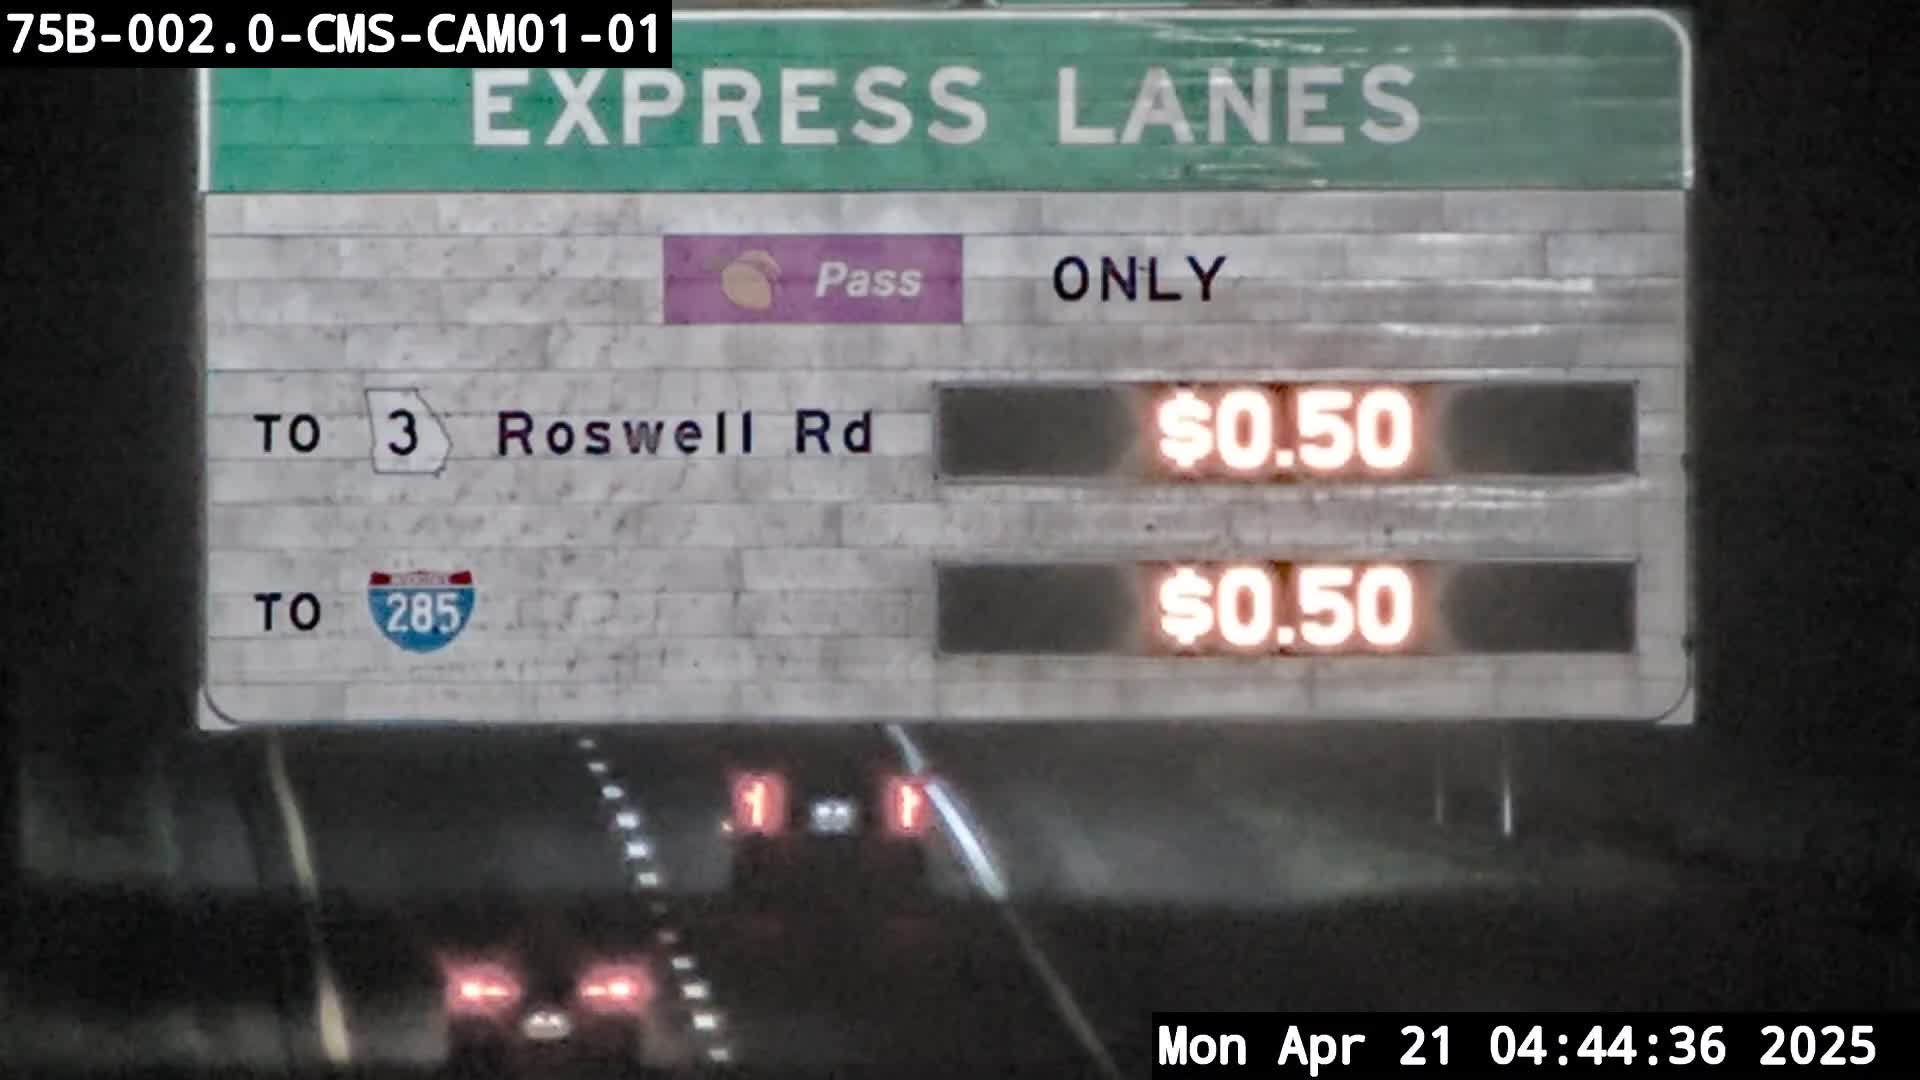 75B-002.0-CMS-CAM01-01
EXPRESS LANES
Pass ONLY
TO 3 Roswell Rd $0.50
TO 285 $0.50
Mon Apr 21 04:44:36 2025